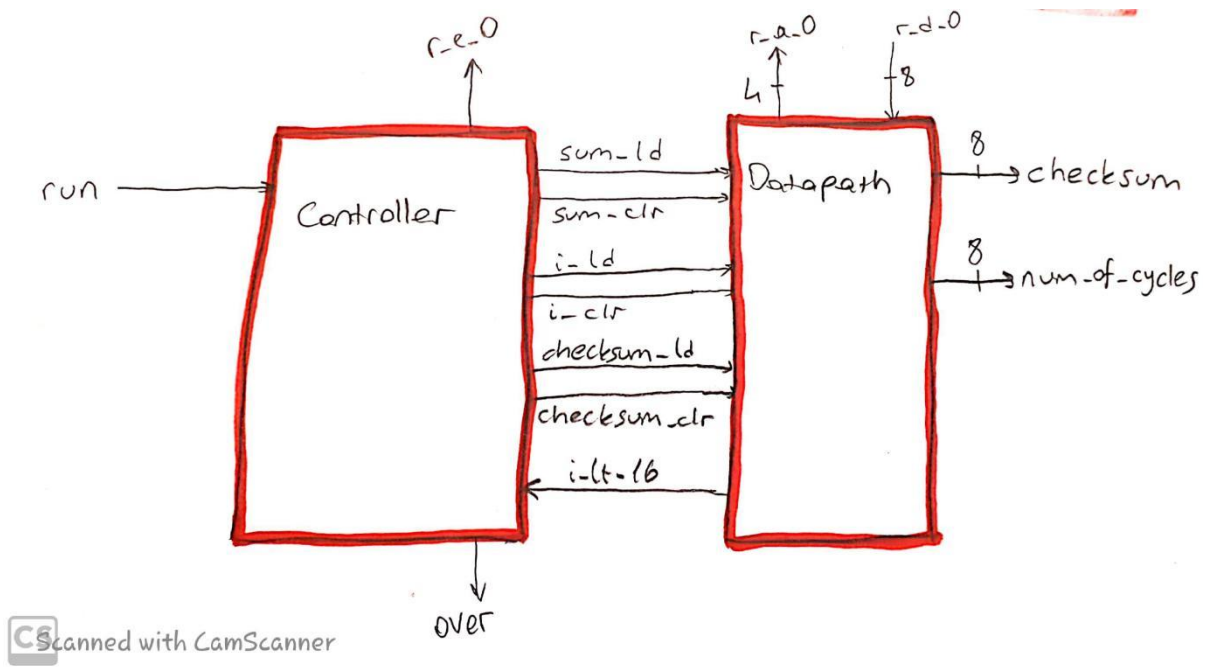 r_e_0
r_a_0
r_d_0
4
8
run
Controller
sum_ld
sum_clr
i_ld
i_clr
checksum_ld
checksum_clr
i_lt_16
Datapath
8
checksum
8
num_of_cycles
over
CS Scanned with CamScanner